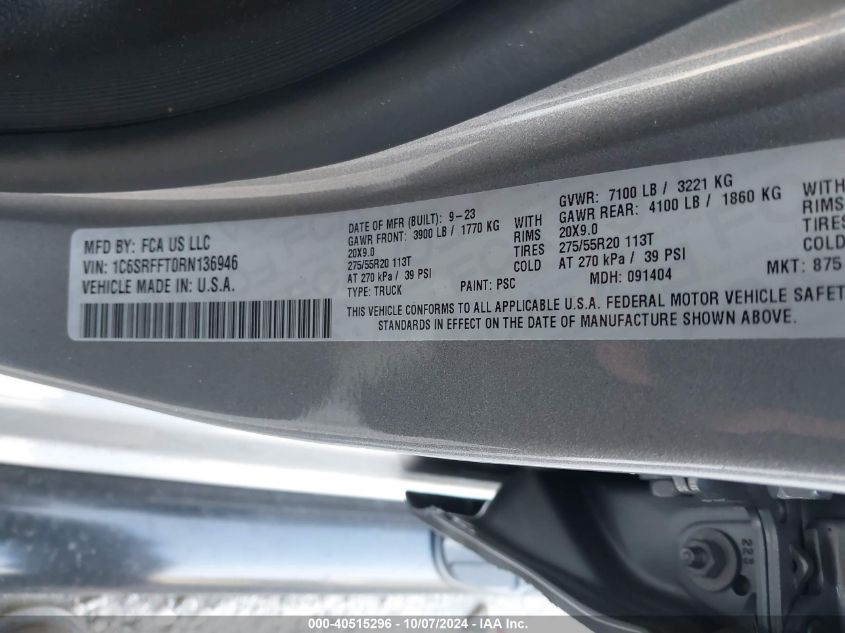 MFD BY: FCA US LLC
VIN: 1C6SRFFT0RN136946
VEHICLE MADE IN: U.S.A.
DATE OF MFR (BUILT): 9-23
GAWR FRONT: 3900 LB / 1770 KG WITH
20X9.0 RIMS
275/55R20 113T TIRES
AT 270 kPa / 39 PSI COLD
TYPE: TRUCK PAINT: PSC
GVWR: 7100 LB / 3221 KG
GAWR REAR: 4100 LB / 1860 KG WITH
20X9.0 RIMS
275/55R20 113T TIRES
AT 270 kPa / 39 PSI COLD
MDH: 091404 MKT: 875
THIS VEHICLE CONFORMS TO ALL APPLICABLE U.S.A. FEDERAL MOTOR VEHICLE SAFET
STANDARDS IN EFFECT ON THE DATE OF MANUFACTURE SHOWN ABOVE.
223
000-40515296 - 10/07/2024 - IAA, Inc.